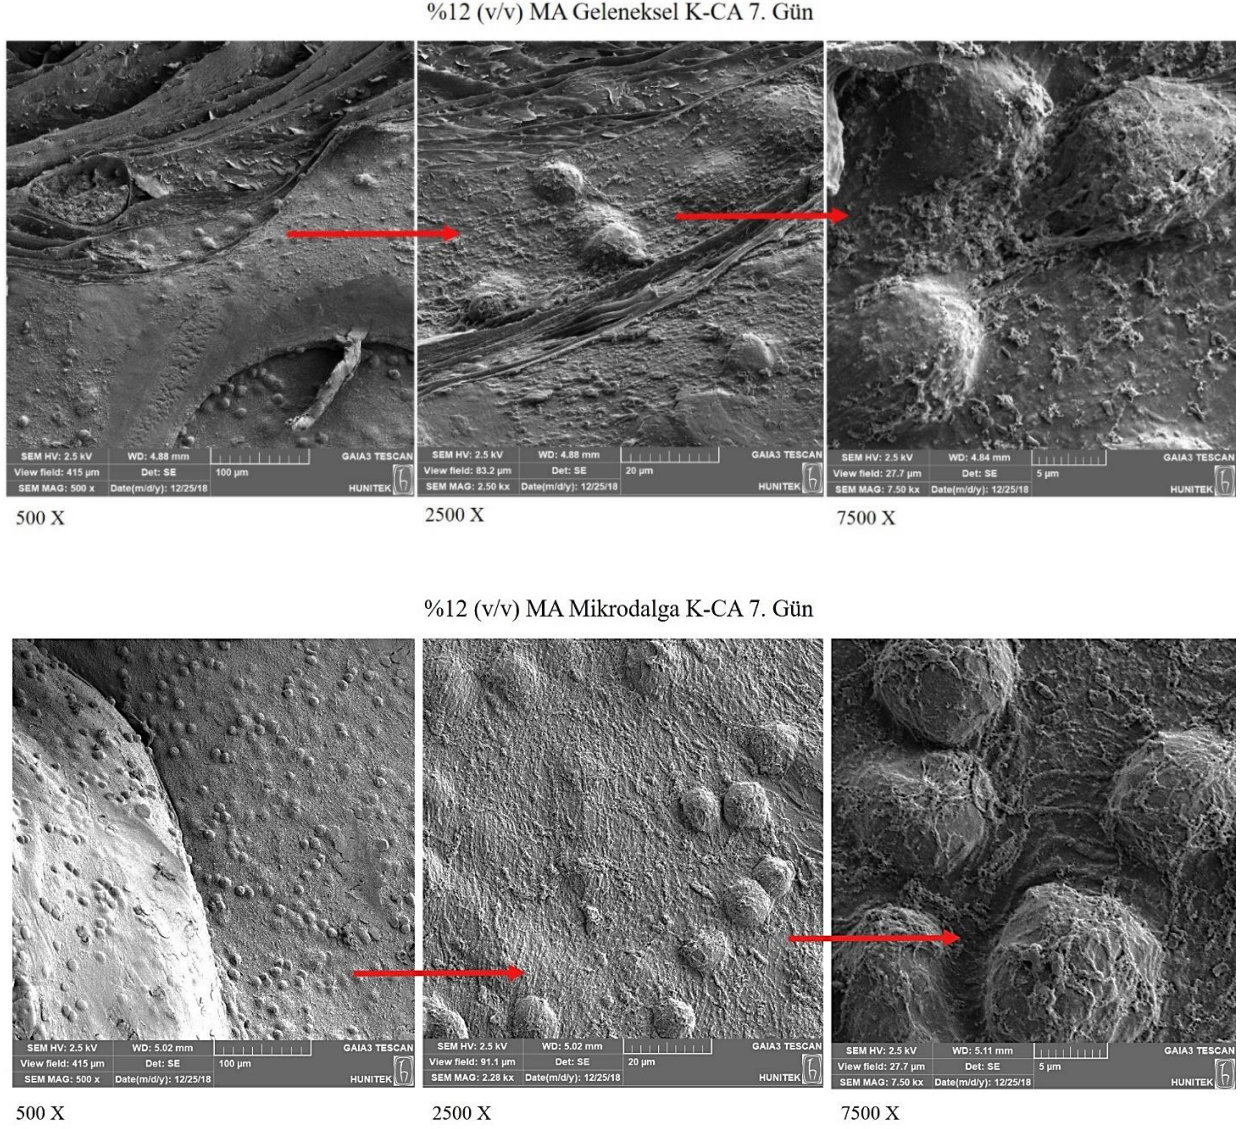 %12 (v/v) MA Geleneksel K-CA 7. Gün
SEM HV: 2.5 kV WD: 4.88 mm GAIA3 TESCAN
View field: 415 µm Det: SE 100 µm
SEM MAG: 500 x Date(m/d/y): 12/25/18 HUNITEK
SEM HV: 2.5 kV WD: 4.88 mm GAIA3 TESCAN
View field: 83.2 µm Det: SE 20 µm
SEM MAG: 2.50 kx Date(m/d/y): 12/25/18 HUNITEK
SEM HV: 2.5 kV WD: 4.84 mm GAIA3 TESCAN
View field: 27.7 µm Det: SE 5 µm
SEM MAG: 7.50 kx Date(m/d/y): 12/25/18 HUNITEK
500 X
2500 X
7500 X
%12 (v/v) MA Mikrodalga K-CA 7. Gün
SEM HV: 2.5 kV WD: 5.02 mm GAIA3 TESCAN
View field: 415 µm Det: SE 100 µm
SEM MAG: 500 x Date(m/d/y): 12/25/18 HUNITEK
SEM HV: 2.5 kV WD: 5.02 mm GAIA3 TESCAN
View field: 91.1 µm Det: SE 20 µm
SEM MAG: 2.28 kx Date(m/d/y): 12/25/18 HUNITEK
SEM HV: 2.5 kV WD: 5.11 mm GAIA3 TESCAN
View field: 27.7 µm Det: SE 5 µm
SEM MAG: 7.50 kx Date(m/d/y): 12/25/18 HUNITEK
500 X
2500 X
7500 X